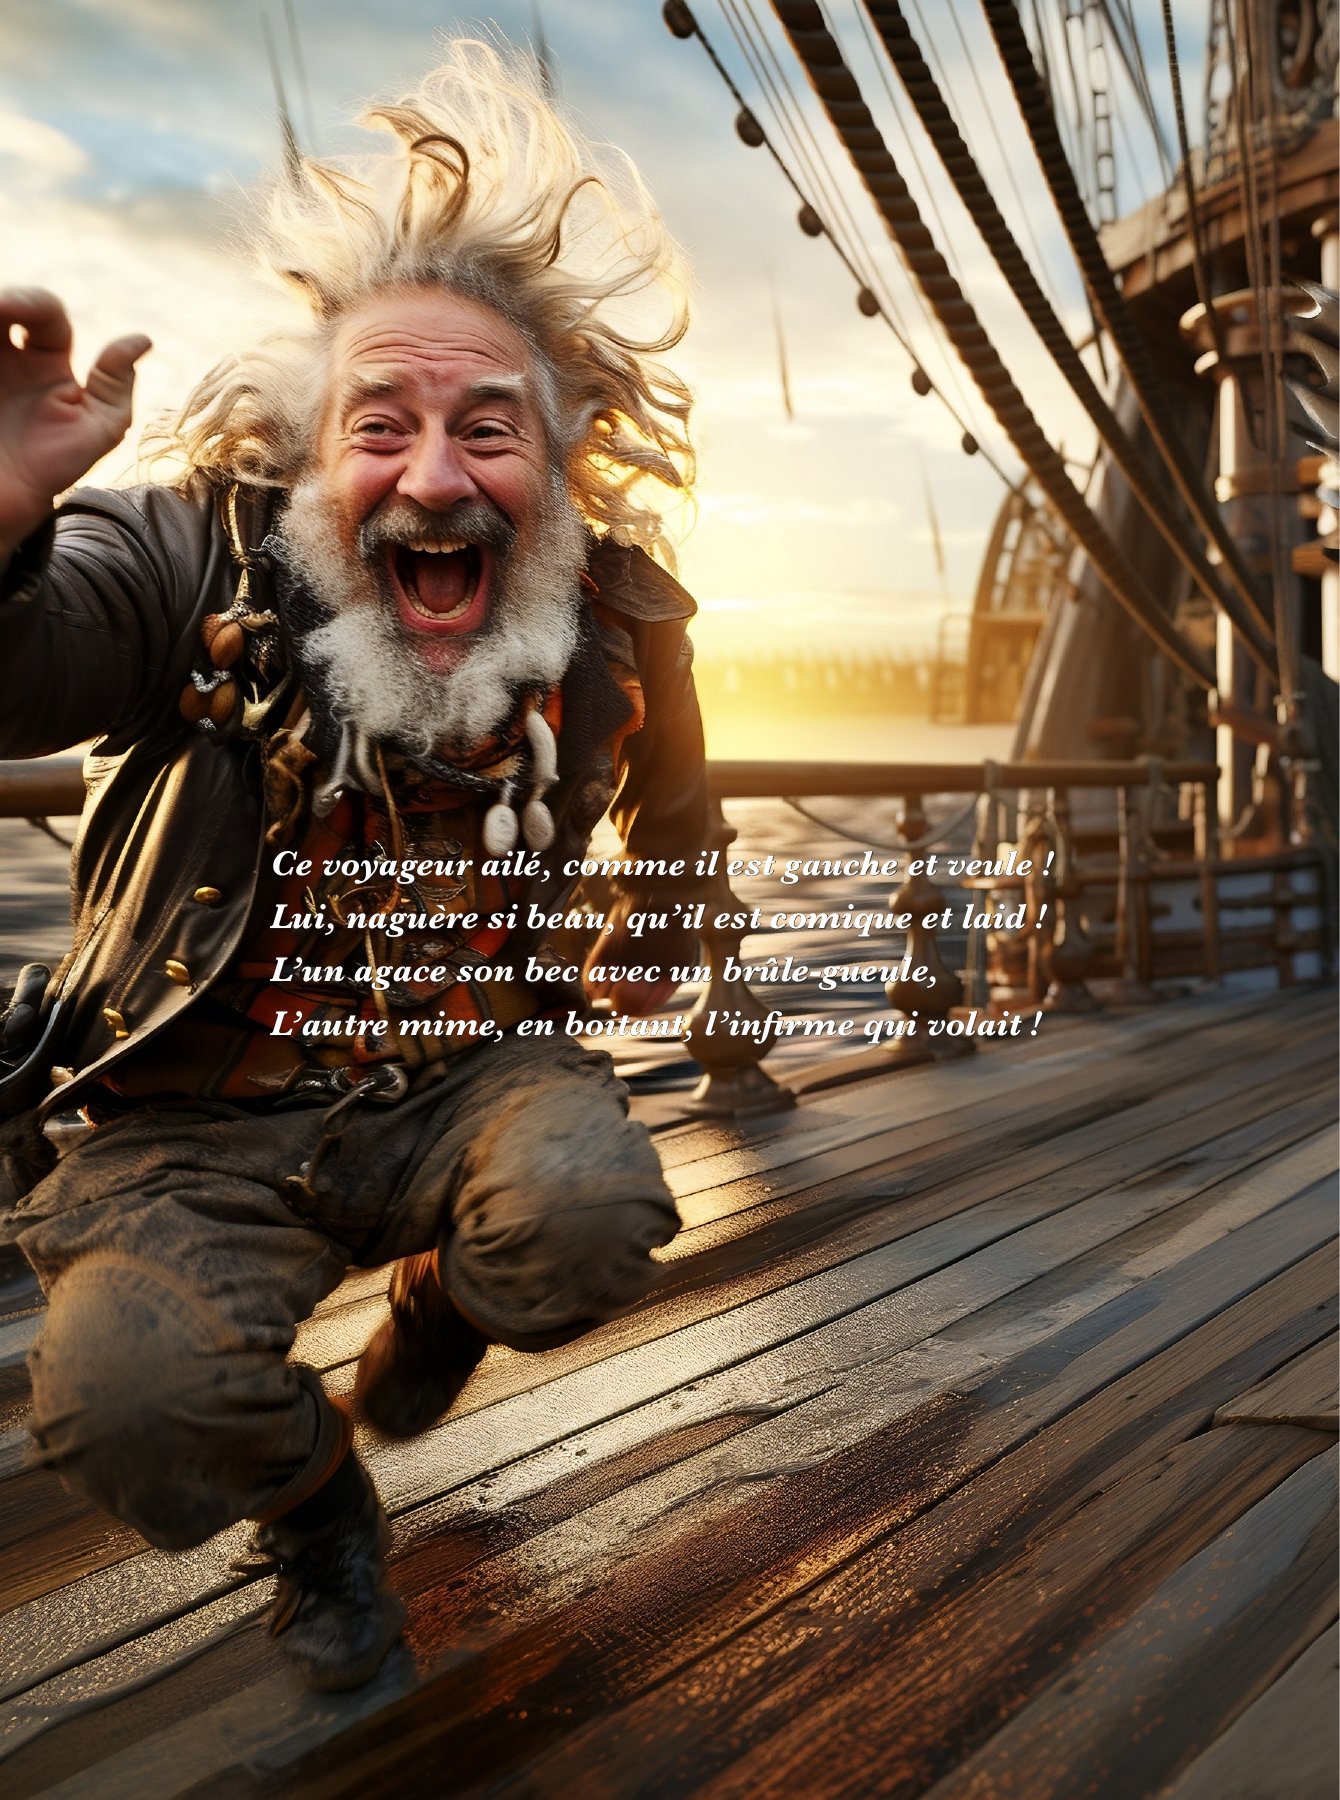 Ce voyageur ailé, comme il est gauche et veule !
Lui, naguère si beau, qu’il est comique et laid !
L’un agace son bec avec un brûle-gueule,
L’autre mime, en boitant, l’infirme qui volait !